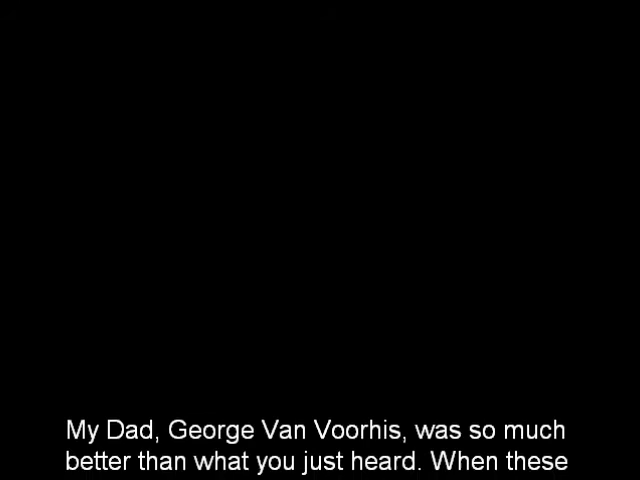 My Dad, George Van Voorhis, was so much
better than what you just heard. When these